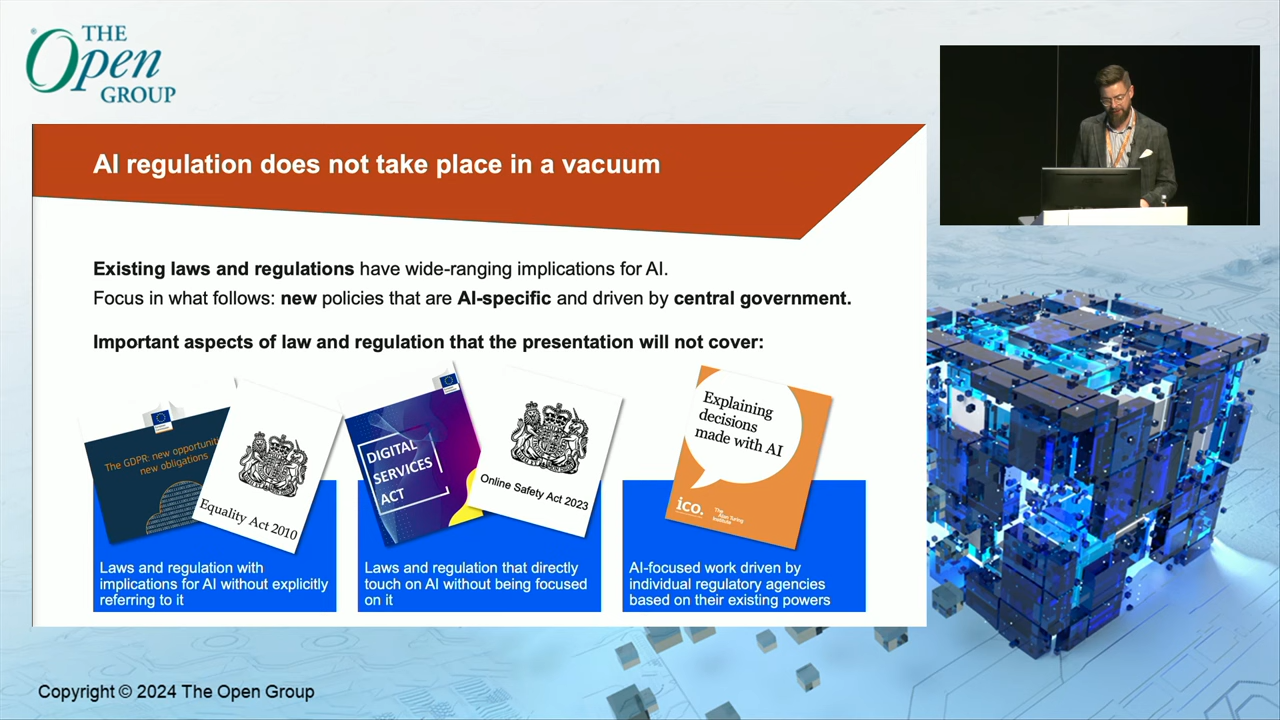 THE
Open
GROUP
AI regulation does not take place in a vacuum
Existing laws and regulations have wide-ranging implications for AI.
Focus in what follows: new policies that are AI-specific and driven by central government.
Important aspects of law and regulation that the presentation will not cover:
The GDPR: new opportuniti
new obligations
Equality Act 2010
DIGITAL
SERVICES
ACT
Online Safety Act 2023
Explaining
decisions
made with AI
ico.
The
Alan Turing
Institute
Laws and regulation with
implications for AI without explicitly
referring to it
Laws and regulation that directly
touch on AI without being focused
on it
AI-focused work driven by
individual regulatory agencies
based on their existing powers
Copyright © 2024 The Open Group